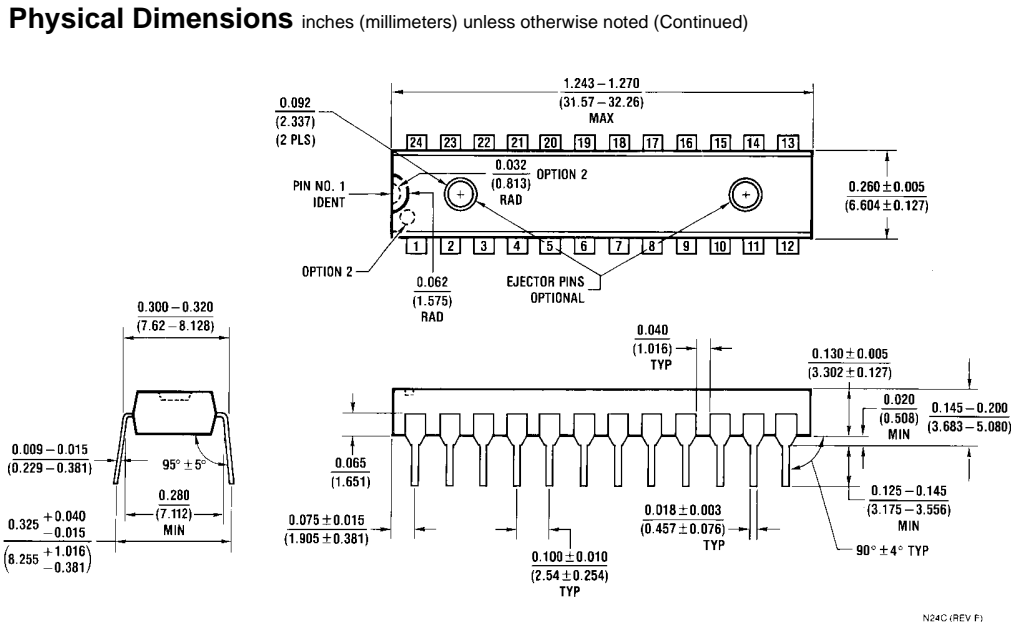 Physical Dimensions inches (millimeters) unless otherwise noted (Continued)
1.243 – 1.270
(31.57 – 32.26)
MAX
0.092
(2.337)
(2 PLS)
24 23 22 21 20 19 18 17 16 15 14 13
0.032
(0.813)
RAD
OPTION 2
PIN NO. 1
IDENT
0.260 ± 0.005
(6.604 ± 0.127)
1 2 3 4 5 6 7 8 9 10 11 12
OPTION 2
0.062
(1.575)
RAD
EJECTOR PINS
OPTIONAL
0.300 – 0.320
(7.62 – 8.128)
0.040
(1.016)
TYP
0.130 ± 0.005
(3.302 ± 0.127)
0.020
(0.508)
MIN
0.145 – 0.200
(3.683 – 5.080)
0.009 – 0.015
(0.229 – 0.381)
95° ± 5°
0.280
(7.112)
MIN
0.065
(1.651)
0.125 – 0.145
(3.175 – 3.556)
MIN
0.325 + 0.040
– 0.015
(8.255 + 1.016
– 0.381)
0.075 ± 0.015
(1.905 ± 0.381)
0.018 ± 0.003
(0.457 ± 0.076)
TYP
0.100 ± 0.010
(2.54 ± 0.254)
TYP
90° ± 4° TYP
N24C (REV F)